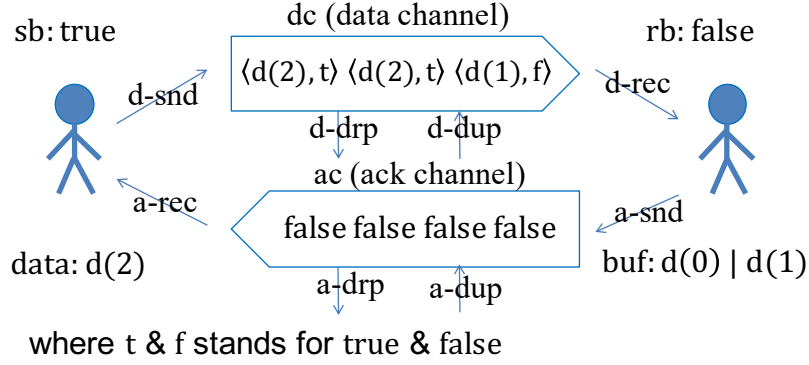 dc (data channel)
sb: true
rb: false
⟨d(2), t⟩ ⟨d(2), t⟩ ⟨d(1), f⟩
d-snd
d-rec
d-drp
d-dup
ac (ack channel)
a-rec
a-snd
false false false false
data: d(2)
buf: d(0) | d(1)
a-drp
a-dup
where t & f stands for true & false